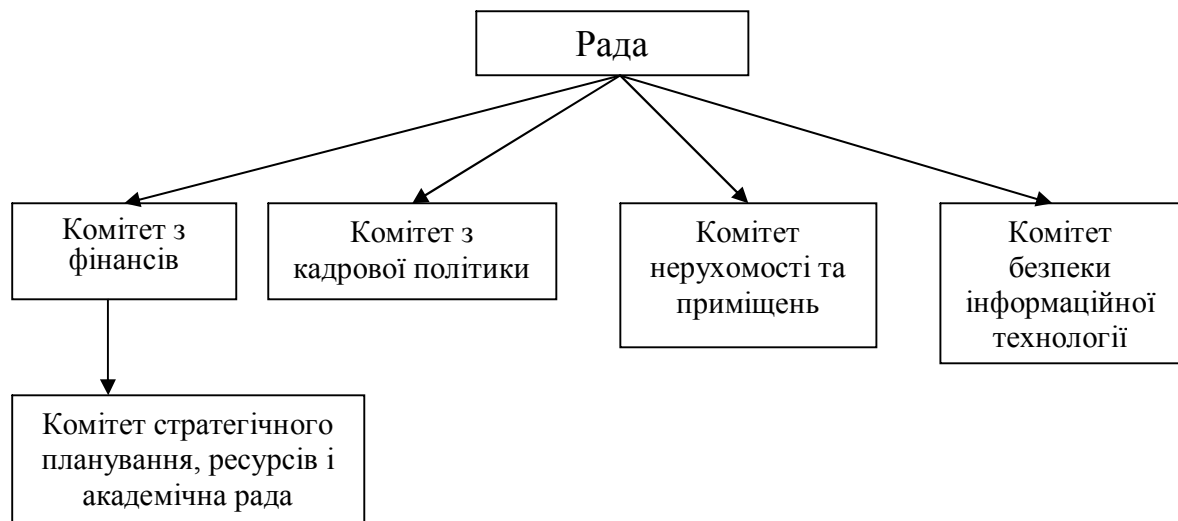 Рада
Комітет з
фінансів
Комітет з
кадрової політики
Комітет
нерухомості та
приміщень
Комітет
безпеки
інформаційної
технології
Комітет стратегічного
планування, ресурсів і
академічна рада